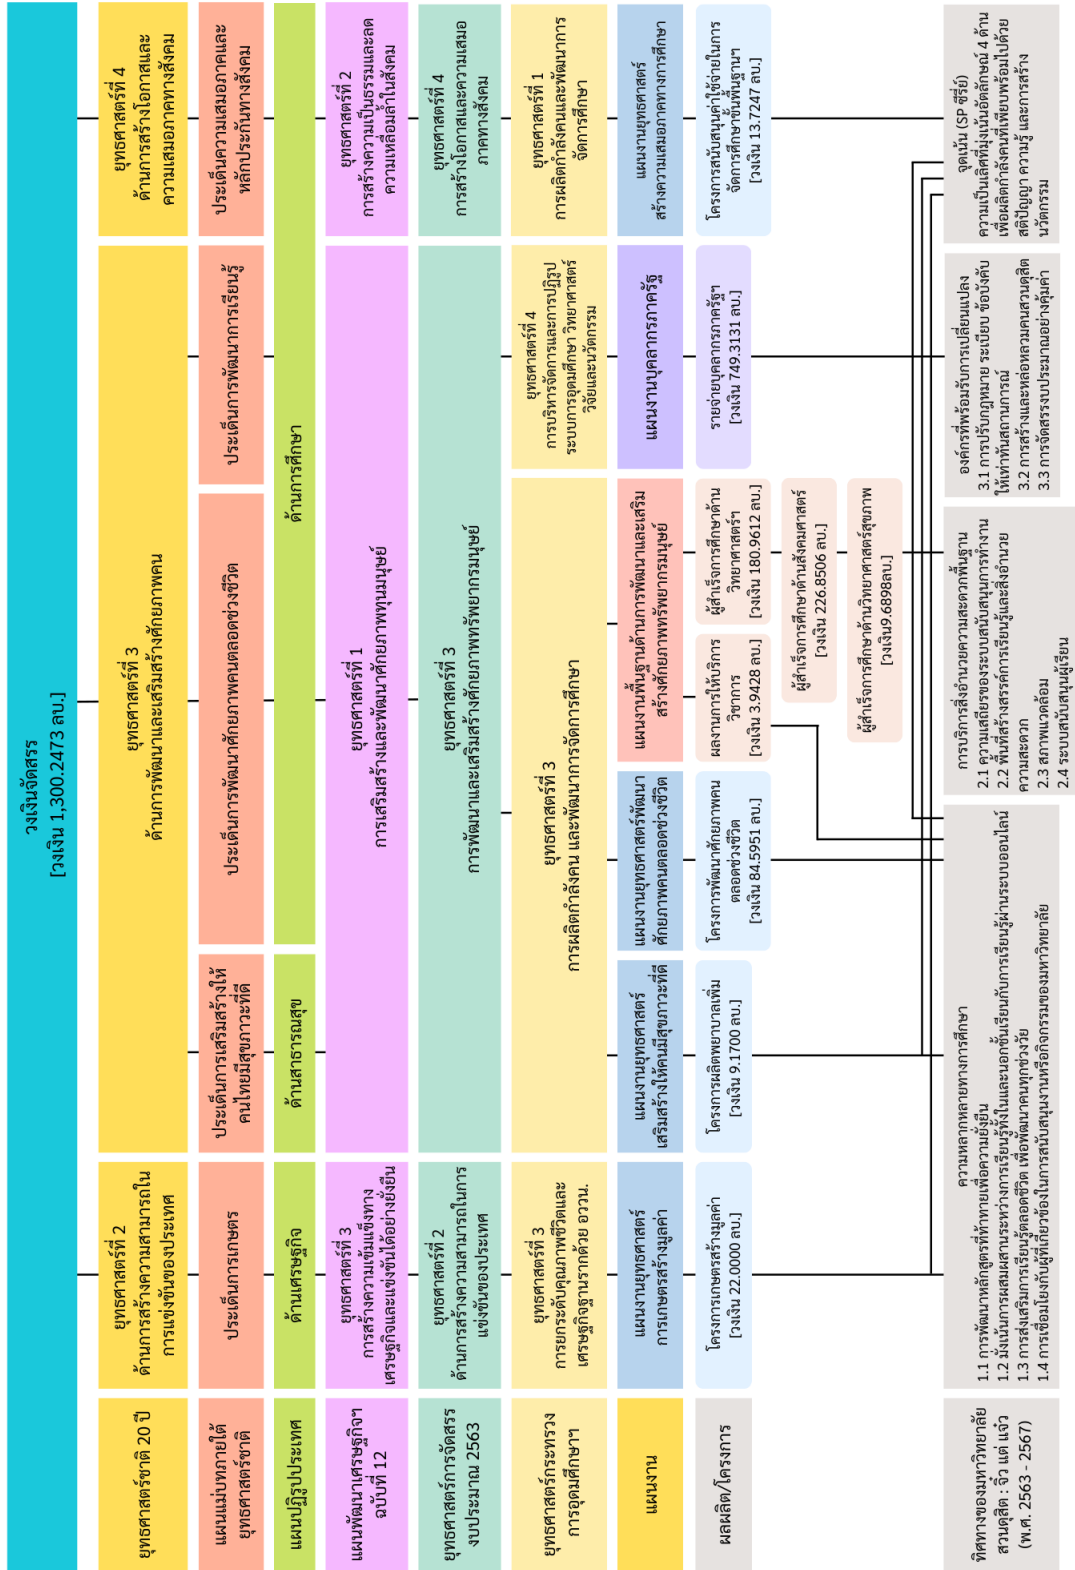 วงเงินจัดสรร
[วงเงิน 1,300.2473 ลบ.]
ยุทธศาสตร์ชาติ 20 ปี
ยุทธศาสตร์ที่ 2
ด้านการสร้างความสามารถใน
การแข่งขันของประเทศ
ยุทธศาสตร์ที่ 3
ด้านการพัฒนาและเสริมสร้างศักยภาพคน
ยุทธศาสตร์ที่ 4
ด้านการสร้างโอกาสและ
ความเสมอภาคทางสังคม
แผนแม่บทภายใต้
ยุทธศาสตร์ชาติ
ประเด็นการเกษตร
ประเด็นการเสริมสร้างให้
คนไทยมีสุขภาวะที่ดี
ประเด็นการพัฒนาศักยภาพคนตลอดช่วงชีวิต
ประเด็นการพัฒนาการเรียนรู้
ประเด็นความเสมอภาคและ
หลักประกันทางสังคม
แผนปฏิรูปประเทศ
ด้านเศรษฐกิจ
ด้านสาธารณสุข
ด้านการศึกษา
แผนพัฒนาเศรษฐกิจฯ
ฉบับที่ 12
ยุทธศาสตร์ที่ 3
การสร้างความเข้มแข็งทาง
เศรษฐกิจและแข่งขันได้อย่างยั่งยืน
ยุทธศาสตร์ที่ 1
การเสริมสร้างและพัฒนาศักยภาพทุนมนุษย์
ยุทธศาสตร์ที่ 2
การสร้างความเป็นธรรมและลด
ความเหลื่อมล้ำในสังคม
ยุทธศาสตร์การจัดสรร
งบประมาณ 2563
ยุทธศาสตร์ที่ 2
ด้านการสร้างความสามารถในการ
แข่งขันของประเทศ
ยุทธศาสตร์ที่ 3
การพัฒนาและเสริมสร้างศักยภาพทรัพยากรมนุษย์
ยุทธศาสตร์ที่ 4
การสร้างโอกาสและความเสมอ
ภาคทางสังคม
ยุทธศาสตร์กระทรวง
การอุดมศึกษาฯ
ยุทธศาสตร์ที่ 3
การยกระดับคุณภาพชีวิตและ
เศรษฐกิจฐานรากด้วย อววน.
ยุทธศาสตร์ที่ 3
การผลิตกำลังคน และพัฒนาการจัดการศึกษา
ยุทธศาสตร์ที่ 4
การบริหารจัดการและการปฏิรูป
ระบบการอุดมศึกษา วิทยาศาสตร์
วิจัยและนวัตกรรม
ยุทธศาสตร์ที่ 1
การผลิตกำลังคนและพัฒนาการ
จัดการศึกษา
แผนงาน
แผนงานยุทธศาสตร์
การเกษตรสร้างมูลค่า
แผนงานยุทธศาสตร์
เสริมสร้างให้คนมีสุขภาวะที่ดี
แผนงานยุทธศาสตร์พัฒนา
ศักยภาพคนตลอดช่วงชีวิต
แผนงานพื้นฐานด้านการพัฒนาและเสริม
สร้างศักยภาพทรัพยากรมนุษย์
แผนงานบุคลากรภาครัฐ
แผนงานยุทธศาสตร์
สร้างความเสมอภาคทางการศึกษา
ผลผลิต/โครงการ
โครงการเกษตรสร้างมูลค่า
[วงเงิน 22.0000 ลบ.]
โครงการผลิตพยาบาลเพิ่ม
[วงเงิน 9.1700 ลบ.]
โครงการพัฒนาศักยภาพคน
ตลอดช่วงชีวิต
[วงเงิน 84.5951 ลบ.]
ผลงานการให้บริการ
วิชาการ
[วงเงิน 3.9428 ลบ.]
ผู้สำเร็จการศึกษาด้าน
วิทยาศาสตร์ฯ
[วงเงิน 180.9612 ลบ.]
ผู้สำเร็จการศึกษาด้านสังคมศาสตร์
[วงเงิน 226.8506 ลบ.]
ผู้สำเร็จการศึกษาด้านวิทยาศาสตร์สุขภาพ
[วงเงิน9.6898ลบ.]
รายจ่ายบุคลากรภาครัฐฯ
[วงเงิน 749.3131 ลบ.]
โครงการสนับสนุนค่าใช้จ่ายในการ
จัดการศึกษาขั้นพื้นฐานฯ
[วงเงิน 13.7247 ลบ.]
ทิศทางของมหาวิทยาลัย
สวนดุสิต : จิ๋ว แต่ แจ๋ว
(พ.ศ. 2563 - 2567)
ความหลากหลายทางการศึกษา
1.1 การพัฒนาหลักสูตรที่ท้าทายเพื่อความยั่งยืน
1.2 มุ่งเน้นการผสมผสานระหว่างการเรียนรู้ทั้งในและนอกชั้นเรียนกับการเรียนรู้ผ่านระบบออนไลน์
1.3 การส่งเสริมการเรียนรู้ตลอดชีวิต เพื่อพัฒนาคนทุกช่วงวัย
1.4 การเชื่อมโยงกับผู้ที่เกี่ยวข้องในการสนับสนุนงานหรือกิจกรรมของมหาวิทยาลัย
การบริการสิ่งอำนวยความสะดวกพื้นฐาน
2.1 ความเสถียรของระบบสนับสนุนการทำงาน
2.2 พื้นที่สร้างสรรค์การเรียนรู้และสิ่งอำนวย
ความสะดวก
2.3 สภาพแวดล้อม
2.4 ระบบสนับสนุนผู้เรียน
องค์กรที่พร้อมรับการเปลี่ยนแปลง
3.1 การปรับกฎหมาย ระเบียบ ข้อบังคับ
ให้เท่าทันสถานการณ์
3.2 การสร้างและหล่อหลวมคนสวนดุสิต
3.3 การจัดสรรงบประมาณอย่างคุ้มค่า
จุดเน้น (SP ซีรีย์)
ความเป็นเลิศที่มุ่งเน้นอัตลักษณ์ 4 ด้าน
เพื่อผลิตกำลังคนที่เพียบพร้อมไปด้วย
สติปัญญา ความรู้ และการสร้าง
นวัตกรรม